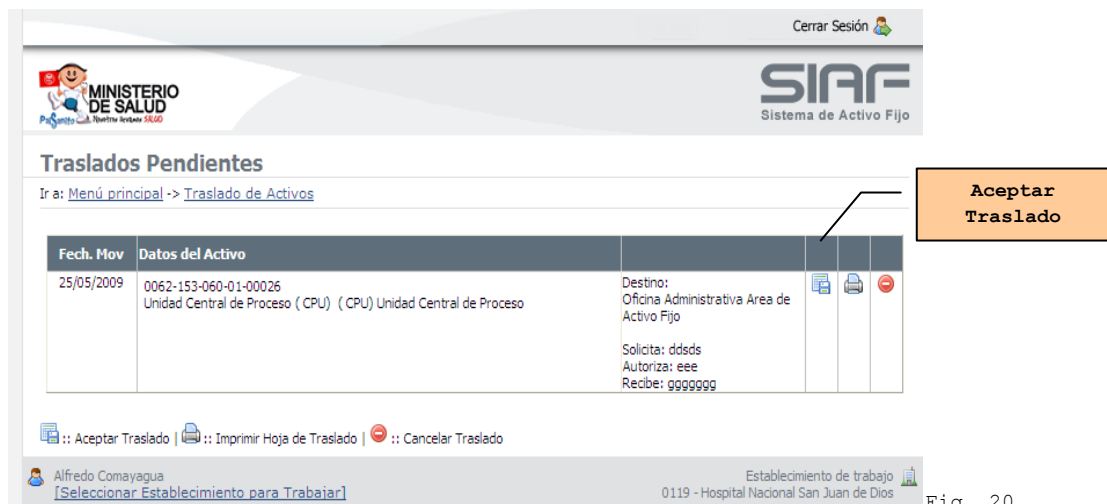 Cerrar Sesión
MINISTERIO
DE SALUD
SIAF
Sistema de Activo Fijo
Traslados Pendientes
Ir a: Menú principal -> Traslado de Activos
Aceptar
Traslado
Fech. Mov Datos del Activo
25/05/2009
0062-153-060-01-00026
Unidad Central de Proceso ( CPU) ( CPU) Unidad Central de Proceso
Destino:
Oficina Administrativa Area de
Activo Fijo
Solicita: ddsds
Autoriza: eee
Recibe: ggggggg
:: Aceptar Traslado | :: Imprimir Hoja de Traslado | :: Cancelar Traslado
Alfredo Comayagua
[Seleccionar Establecimiento para Trabajar]
Establecimiento de trabajo
0119 - Hospital Nacional San Juan de Dios
Fig. 20